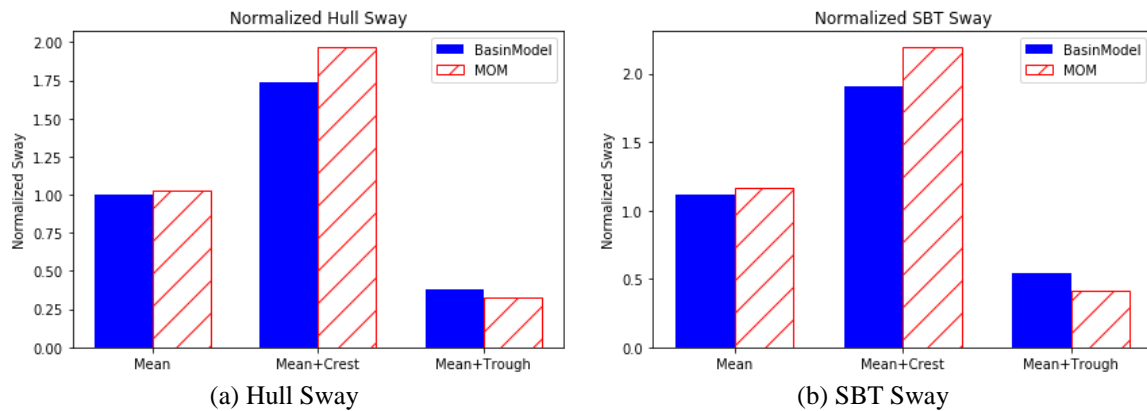 Normalized Hull Sway
Normalized Sway
2.00
1.75
1.50
1.25
1.00
0.75
0.50
0.25
0.00
BasinModel
MOM
Mean
Mean+Crest
Mean+Trough
(a) Hull Sway
Normalized SBT Sway
Normalized Sway
2.0
1.5
1.0
0.5
0.0
BasinModel
MOM
Mean
Mean+Crest
Mean+Trough
(b) SBT Sway